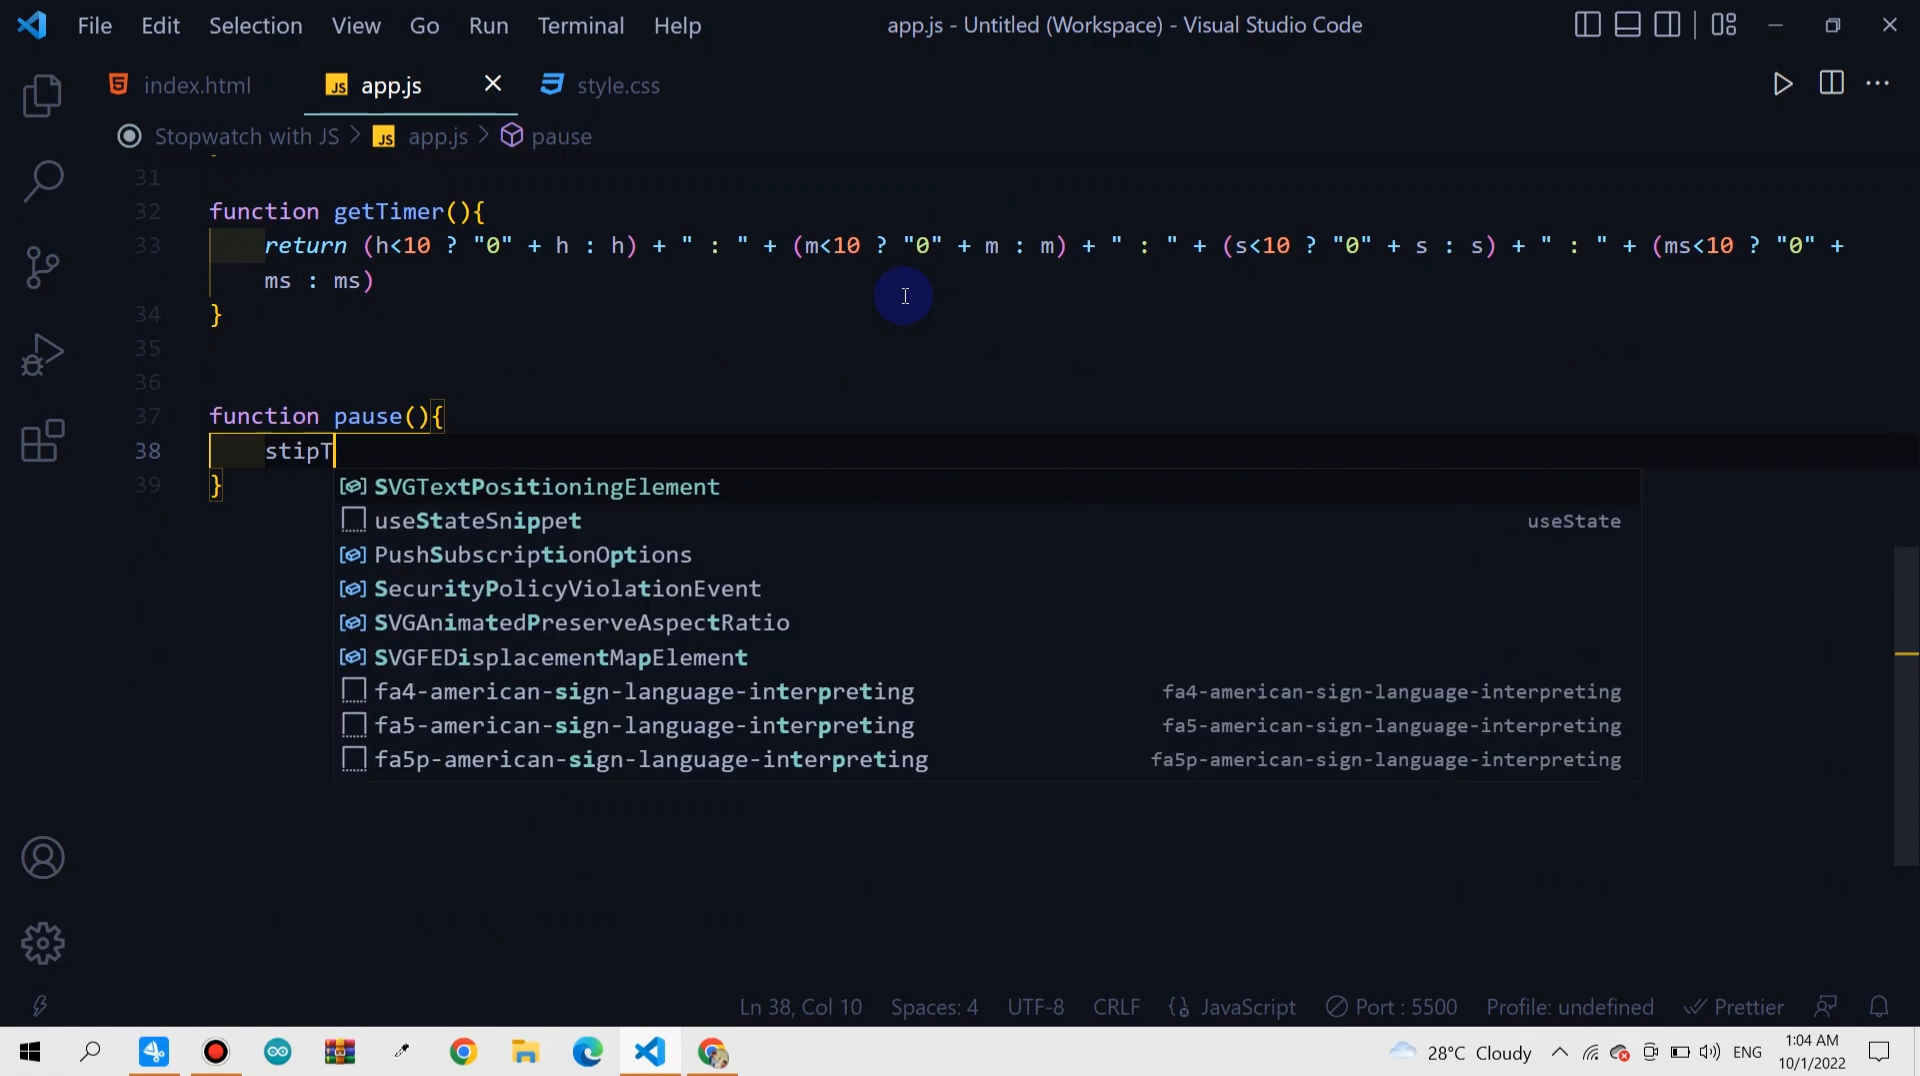 File Edit Selection View Go Run Terminal Help
app.js - Untitled (Workspace) - Visual Studio Code
index.html
JS app.js
style.css
Stopwatch with JS > JS app.js > pause
31
32 function getTimer(){
33 return (h<10 ? "0" + h : h) + " : " + (m<10 ? "0" + m : m) + " : " + (s<10 ? "0" + s : s) + " : " + (ms<10 ? "0" +
ms : ms)
34 }
35
36
37 function pause(){
38 stipT
39 }
SVGTextPositioningElement
useStateSnippet useState
PushSubscriptionOptions
SecurityPolicyViolationEvent
SVGAnimatedPreserveAspectRatio
SVGFEDisplacementMapElement
fa4-american-sign-language-interpreting fa4-american-sign-language-interpreting
fa5-american-sign-language-interpreting fa5-american-sign-language-interpreting
fa5p-american-sign-language-interpreting fa5p-american-sign-language-interpreting
Ln 38, Col 10 Spaces: 4 UTF-8 CRLF {} JavaScript Port : 5500 Profile: undefined Prettier
28°C Cloudy ENG
1:04 AM
10/1/2022